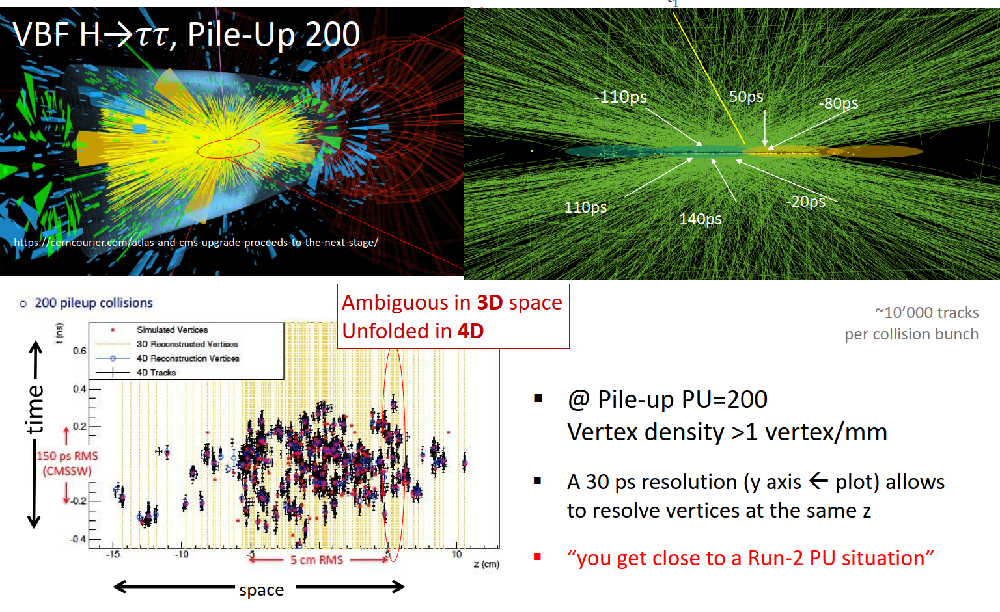 VBF H→ττ, Pile-Up 200
https://cerncourier.com/atlas-and-cms-upgrade-proceeds-to-the-next-stage/
-110ps
50ps
-80ps
110ps
140ps
-20ps
200 pileup collisions
Ambiguous in 3D space
Unfolded in 4D
~10’000 tracks
per collision bunch
t (ns)
Simulated Vertices
3D Reconstructed Vertices
4D Reconstruction Vertices
4D Tracks
0.6
0.4
0.2
-0.2
-0.4
time
150 ps RMS
(CMSSW)
-15
-10
-5
5
10
5 cm RMS
z (cm)
space
▪ @ Pile-up PU=200
Vertex density >1 vertex/mm
▪ A 30 ps resolution (y axis ← plot) allows
to resolve vertices at the same z
▪ “you get close to a Run-2 PU situation”